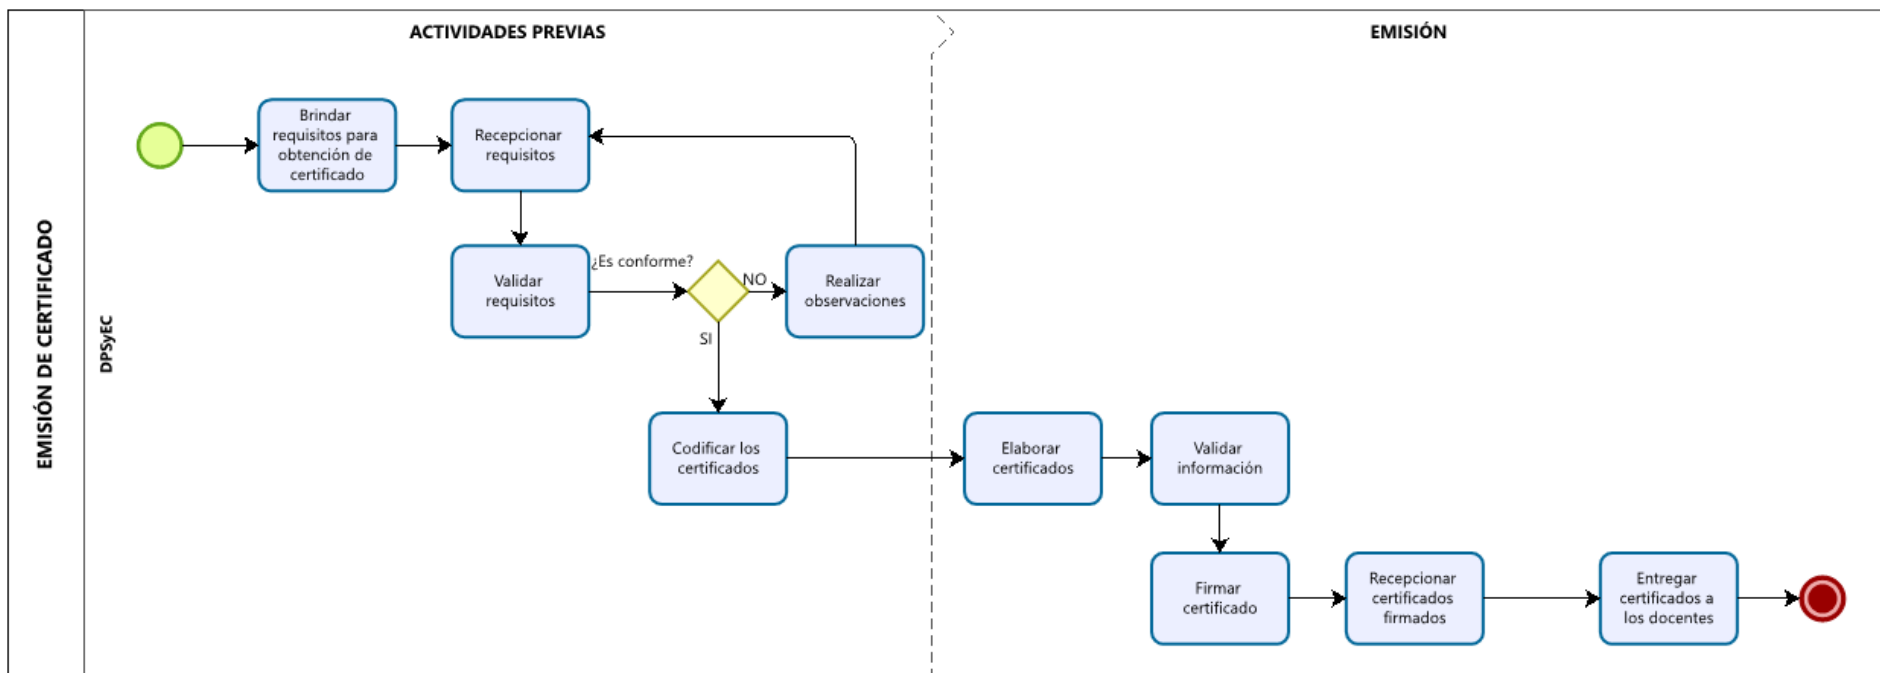 EMISIÓN DE CERTIFICADO
DPSyEC
ACTIVIDADES PREVIAS
EMISIÓN
Brindar
requisitos para
obtención de
certificado
Recepcionar
requisitos
Validar
requisitos
¿Es conforme?
NO
Realizar
observaciones
SI
Codificar los
certificados
Elaborar
certificados
Validar
información
Firmar
certificado
Recepcionar
certificados
firmados
Entregar
certificados a
los docentes